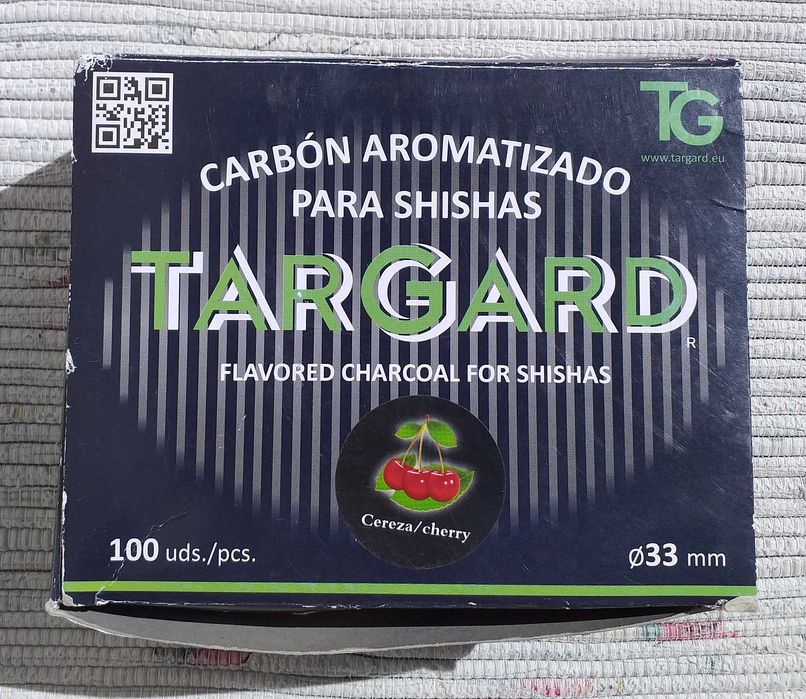 TG
www.targard.eu
CARBÓN AROMATIZADO
PARA SHISHAS
TARGARD
R
FLAVORED CHARCOAL FOR SHISHAS
Cereza/cherry
100 uds./pcs.
ø33 mm